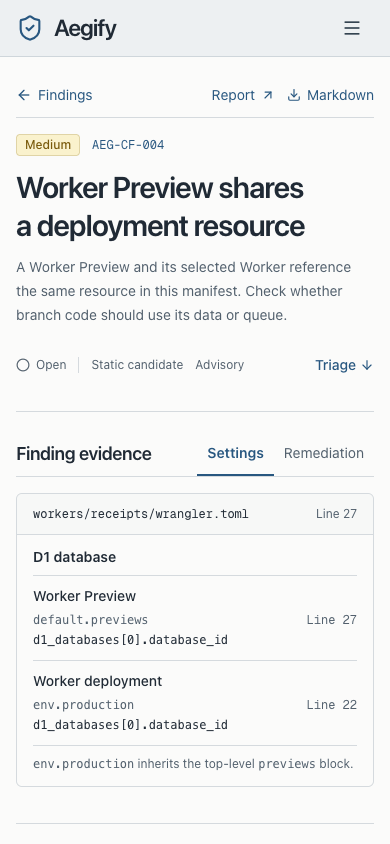 Aegify
Findings
Report
Markdown
Medium
AEG-CF-004
Worker Preview shares
a deployment resource
A Worker Preview and its selected Worker reference
the same resource in this manifest. Check whether
branch code should use its data or queue.
Open
Static candidate
Advisory
Triage
Finding evidence
Settings
Remediation
workers/receipts/wrangler.toml
Line 27
D1 database
Worker Preview
default.previews
Line 27
d1_databases[0].database_id
Worker deployment
env.production
Line 22
d1_databases[0].database_id
env.production inherits the top-level previews block.